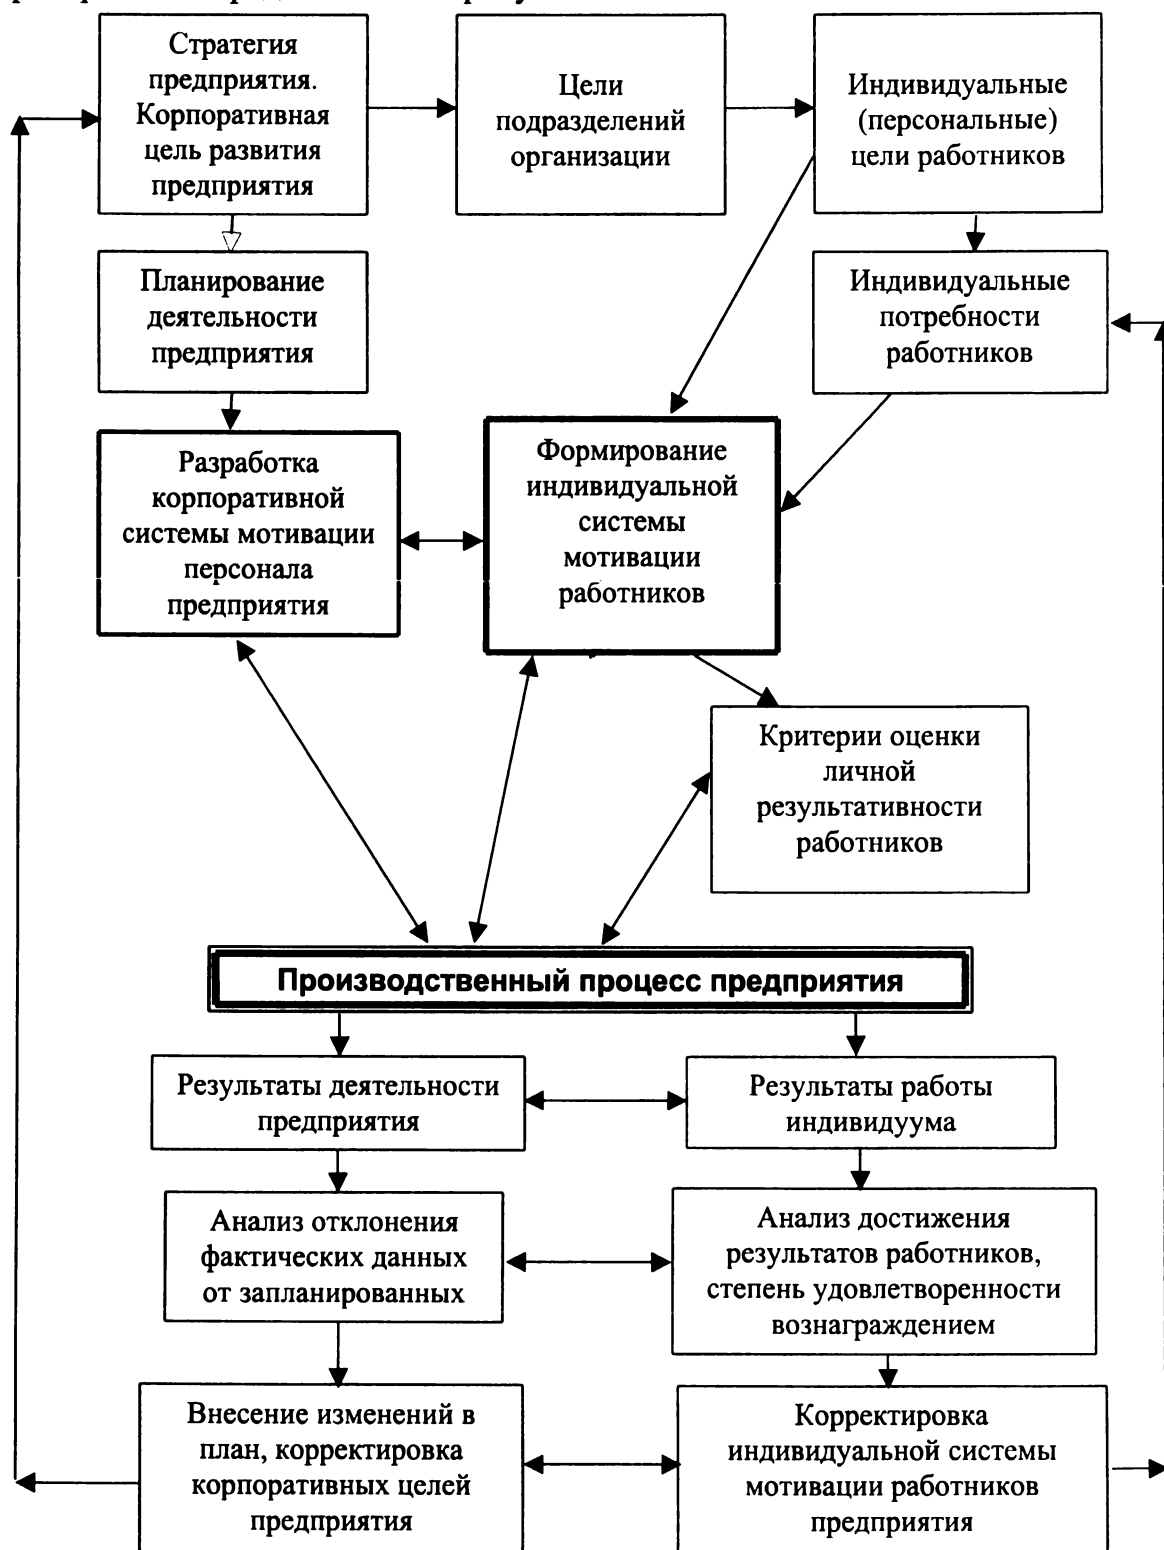 Стратегия
предприятия.
Корпоративная
цель развития
предприятия
Цели
подразделений
организации
Индивидуальные
(персональные)
цели работников
Планирование
деятельности
предприятия
Индивидуальные
потребности
работников
Разработка
корпоративной
системы мотивации
персонала
предприятия
Формирование
индивидуальной
системы
мотивации
работников
Критерии оценки
личной
результативности
работников
Производственный процесс предприятия
Результаты деятельности
предприятия
Результаты работы
индивидуума
Анализ отклонения
фактических данных
от запланированных
Анализ достижения
результатов работников,
степень удовлетворенности
вознаграждением
Внесение изменений в
план, корректировка
корпоративных целей
предприятия
Корректировка
индивидуальной системы
мотивации работников
предприятия